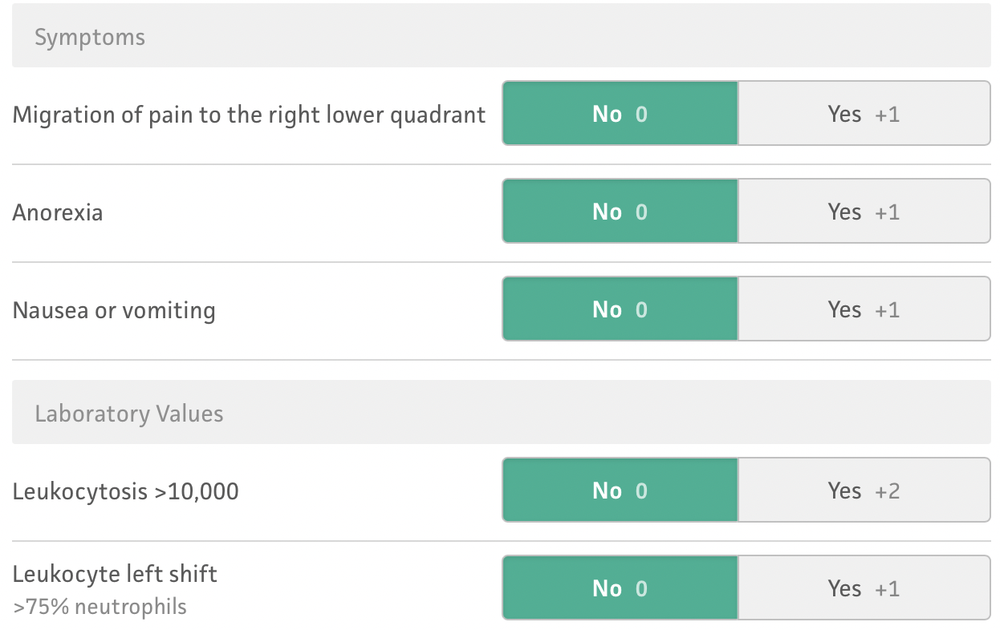 Symptoms
Migration of pain to the right lower quadrant No 0 Yes +1
Anorexia No 0 Yes +1
Nausea or vomiting No 0 Yes +1
Laboratory Values
Leukocytosis >10,000 No 0 Yes +2
Leukocyte left shift
>75% neutrophils No 0 Yes +1